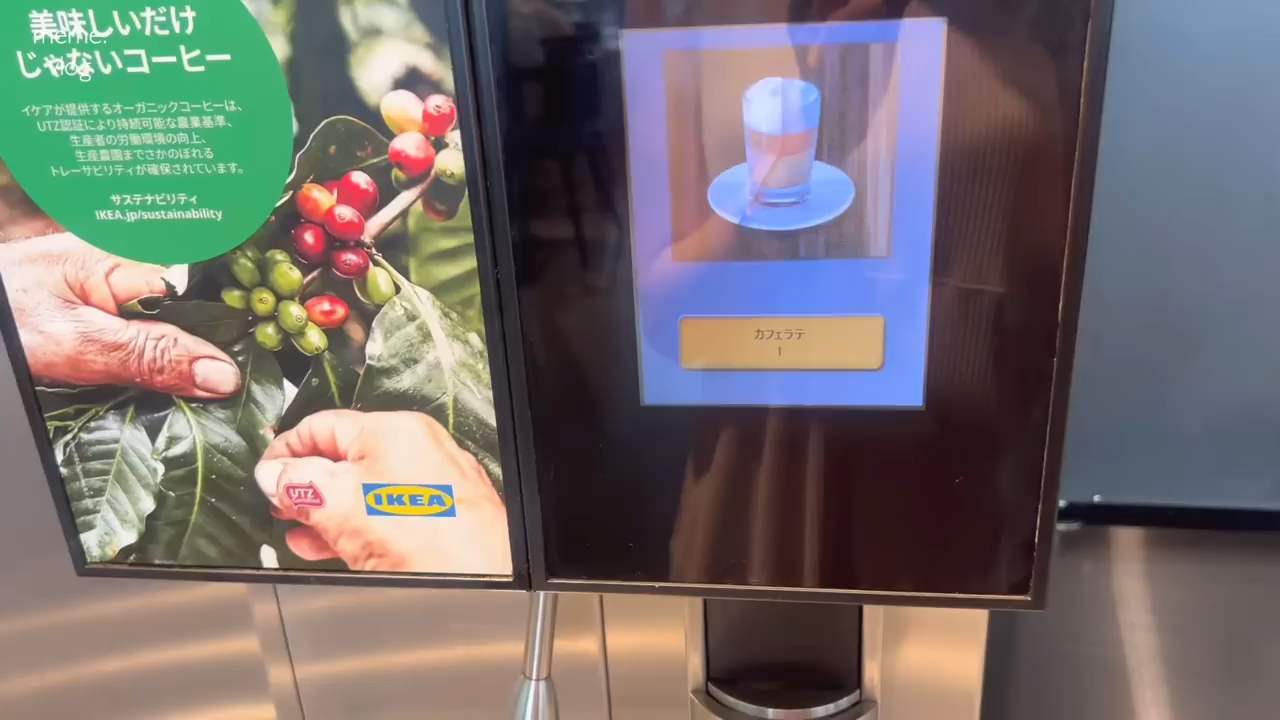 美味しいだけ
じゃないコーヒー
meme.
vlog
イケアが提供するオーガニックコーヒーは、
UTZ認証により持続可能な農業基準、
生産者の労働環境の向上、
生産農園までさかのぼれる
トレーサビリティが確保されています。
サステナビリティ
IKEA.jp/sustainability
UTZ
IKEA
カフェラテ
1